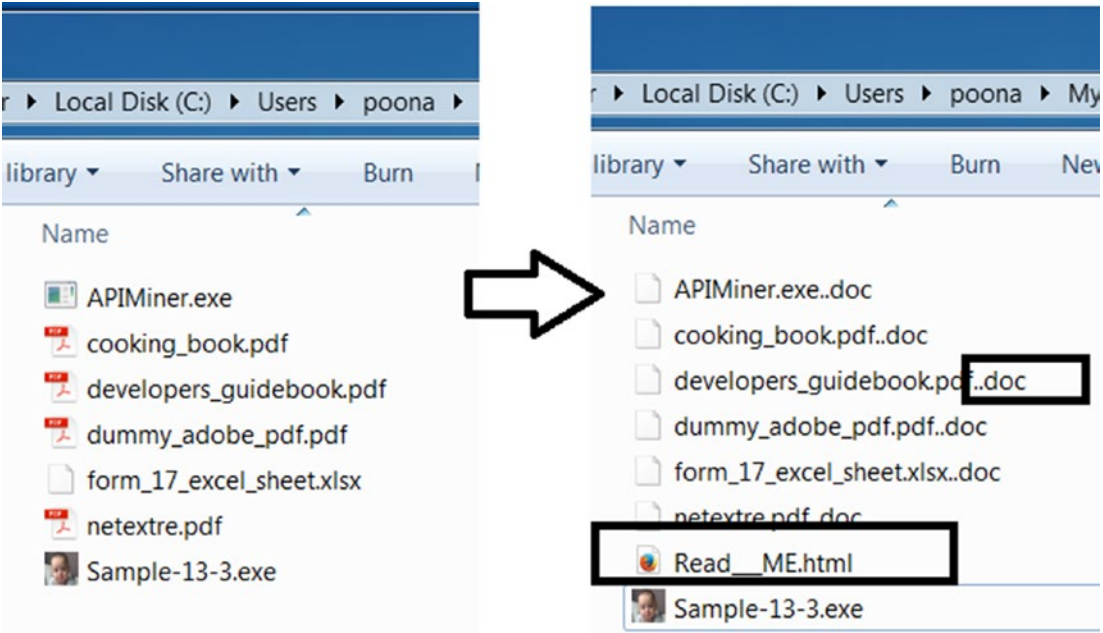 r ▸ Local Disk (C:) ▸ Users ▸ poona ▸
library ▾ Share with ▾ Burn
Name
APIMiner.exe
cooking_book.pdf
developers_guidebook.pdf
dummy_adobe_pdf.pdf
form_17_excel_sheet.xlsx
netextre.pdf
Sample-13-3.exe
r ▸ Local Disk (C:) ▸ Users ▸ poona ▸ My
library ▾ Share with ▾ Burn New
Name
APIMiner.exe..doc
cooking_book.pdf..doc
developers_guidebook.pdf..doc
dummy_adobe_pdf.pdf..doc
form_17_excel_sheet.xlsx..doc
netextre.pdf..doc
Read___ME.html
Sample-13-3.exe